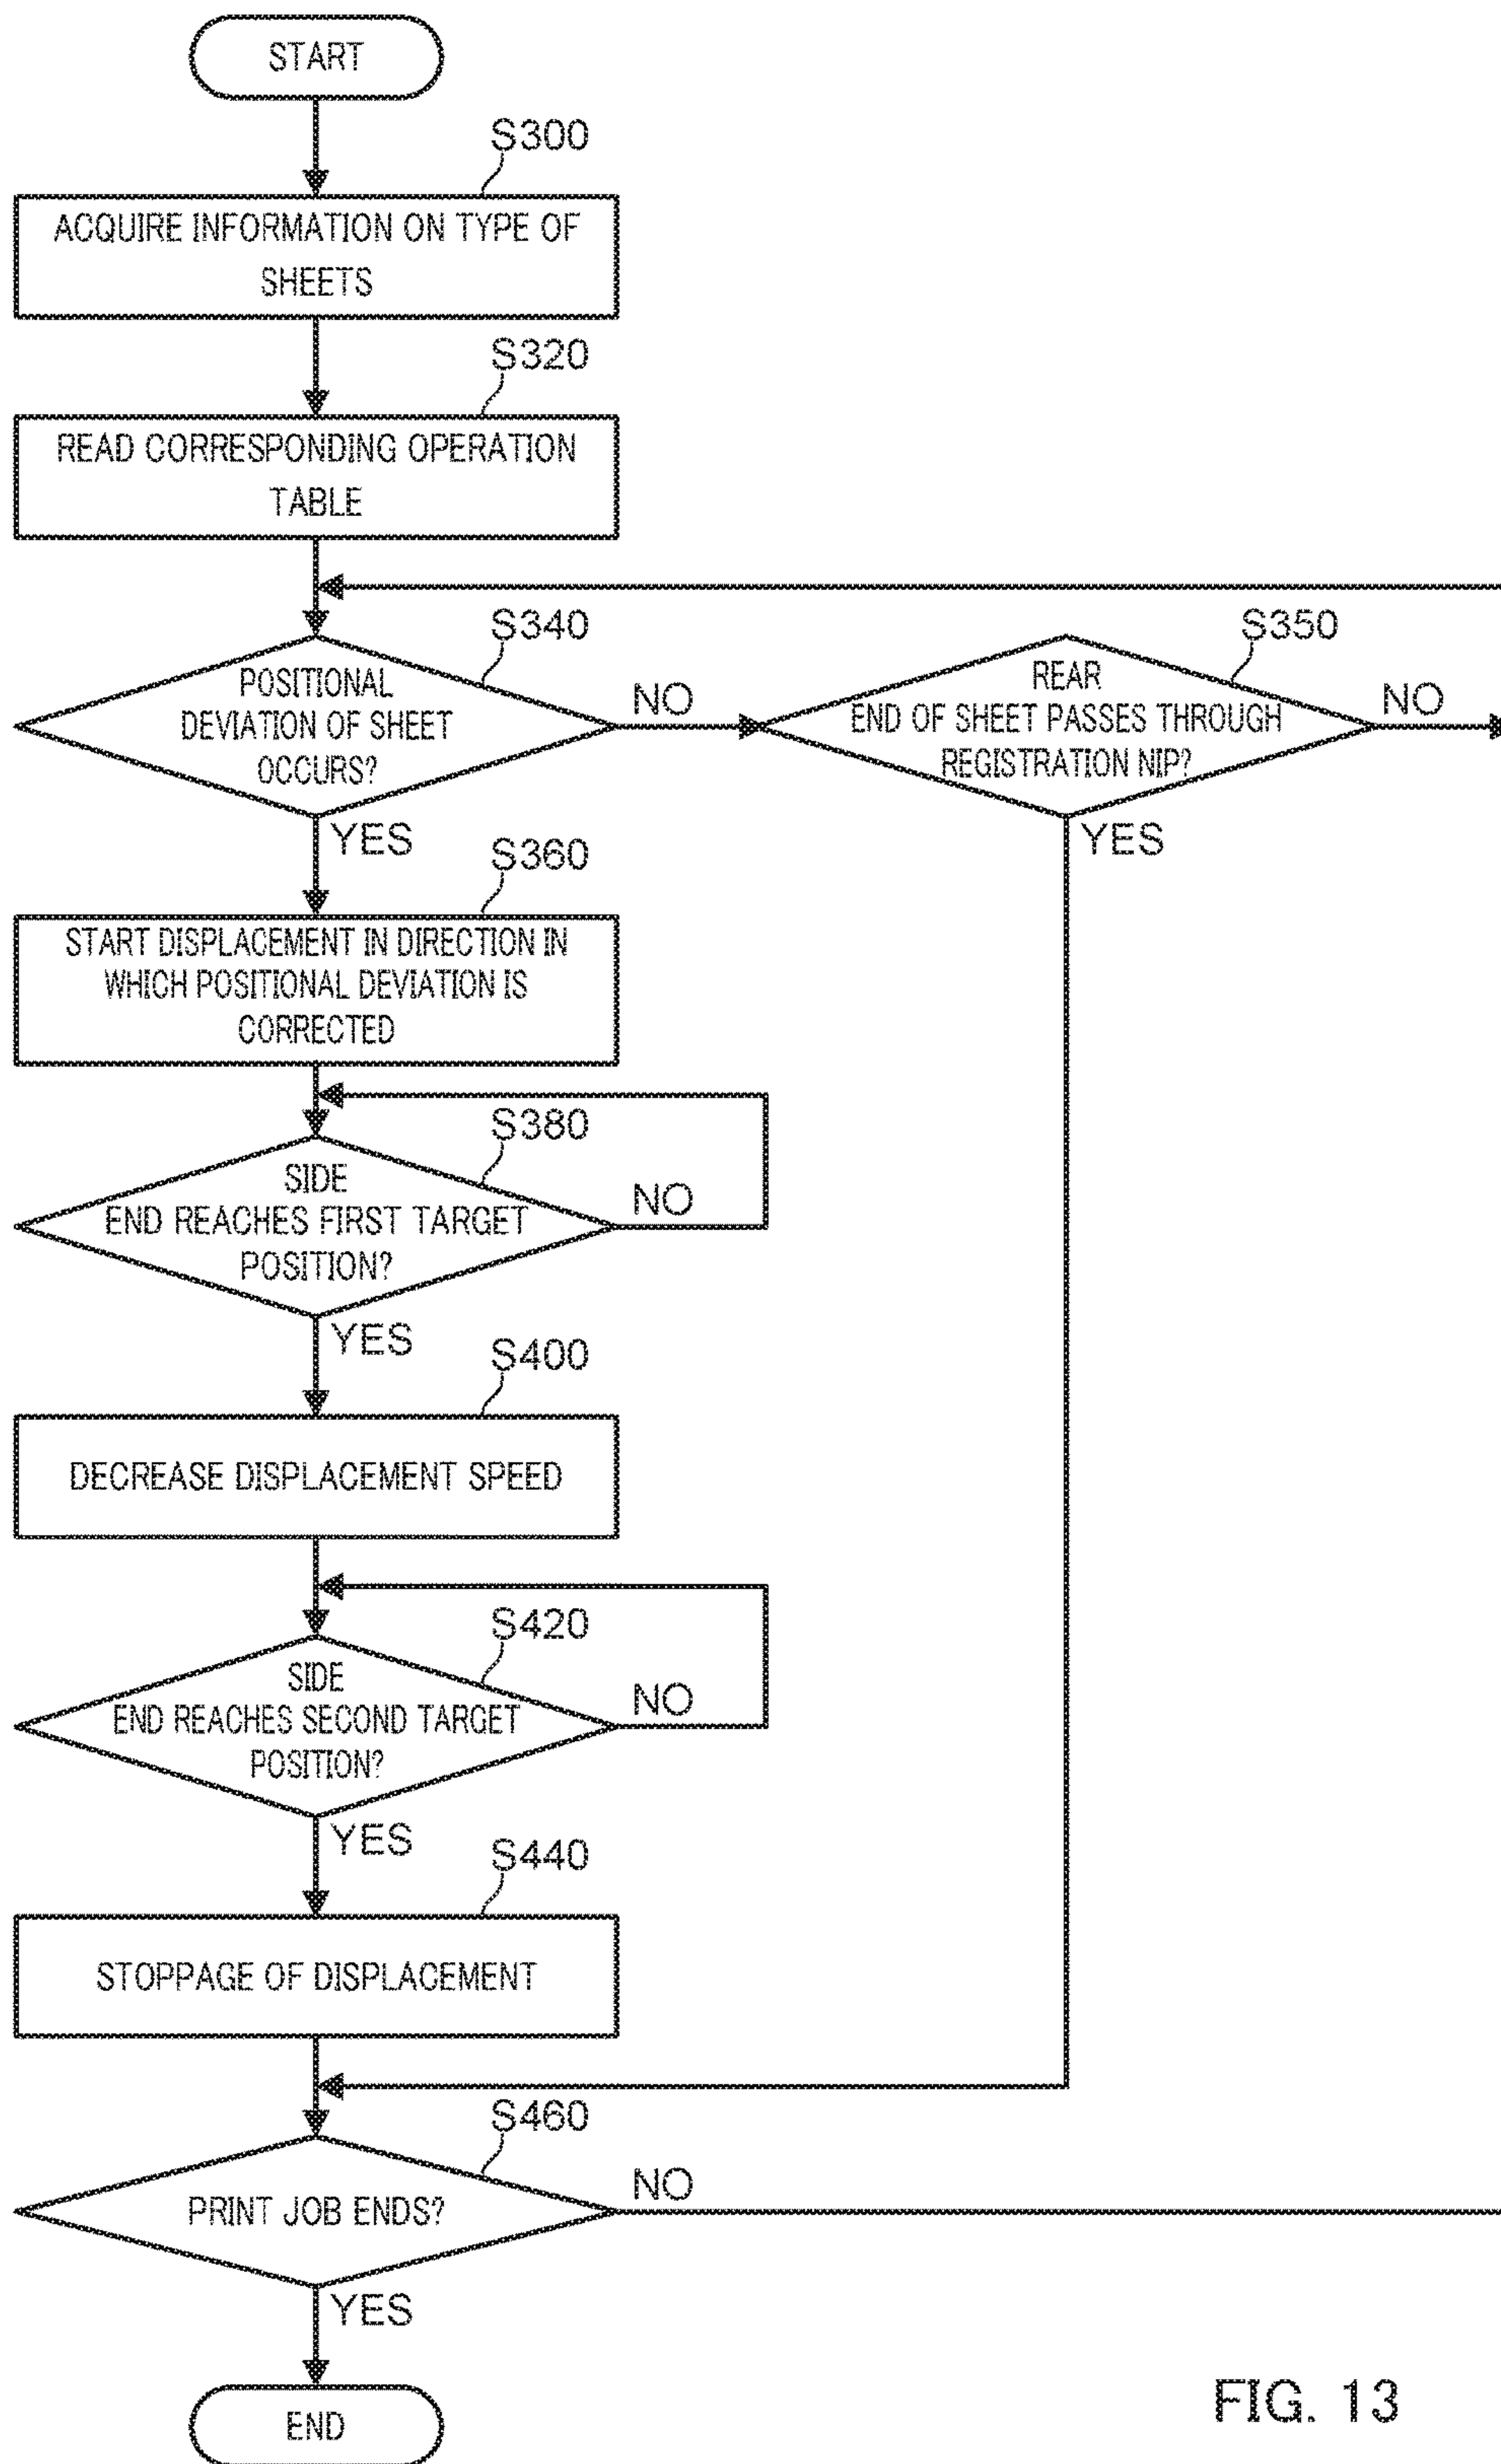 START
S300
ACQUIRE INFORMATION ON TYPE OF
SHEETS
S320
READ CORRESPONDING OPERATION
TABLE
S340
POSITIONAL
DEVIATION OF SHEET
OCCURS?
NO
YES
S350
REAR
END OF SHEET PASSES THROUGH
REGISTRATION NIP?
NO
YES
S360
START DISPLACEMENT IN DIRECTION IN
WHICH POSITIONAL DEVIATION IS
CORRECTED
S380
SIDE
END REACHES FIRST TARGET
POSITION?
NO
YES
S400
DECREASE DISPLACEMENT SPEED
S420
SIDE
END REACHES SECOND TARGET
POSITION?
NO
YES
S440
STOPPAGE OF DISPLACEMENT
S460
PRINT JOB ENDS?
NO
YES
END
FIG. 13